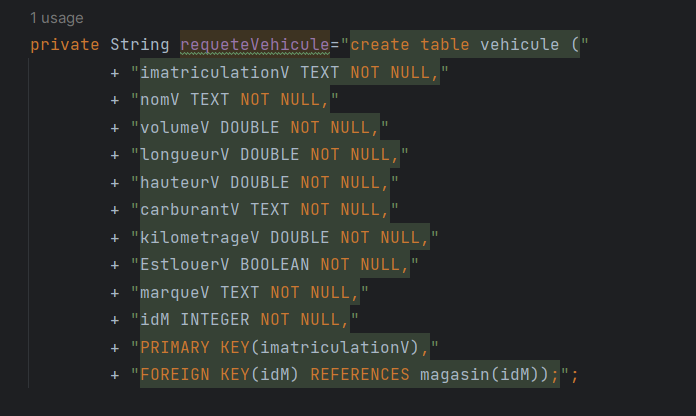 1 usage
private String requeteVehicule="create table vehicule ("
+ "imatriculationV TEXT NOT NULL,"
+ "nomV TEXT NOT NULL,"
+ "volumeV DOUBLE NOT NULL,"
+ "longueurV DOUBLE NOT NULL,"
+ "hauteurV DOUBLE NOT NULL,"
+ "carburantV TEXT NOT NULL,"
+ "kilometrageV DOUBLE NOT NULL,"
+ "EstlouerV BOOLEAN NOT NULL,"
+ "marqueV TEXT NOT NULL,"
+ "idM INTEGER NOT NULL,"
+ "PRIMARY KEY(imatriculationV),"
+ "FOREIGN KEY(idM) REFERENCES magasin(idM));";